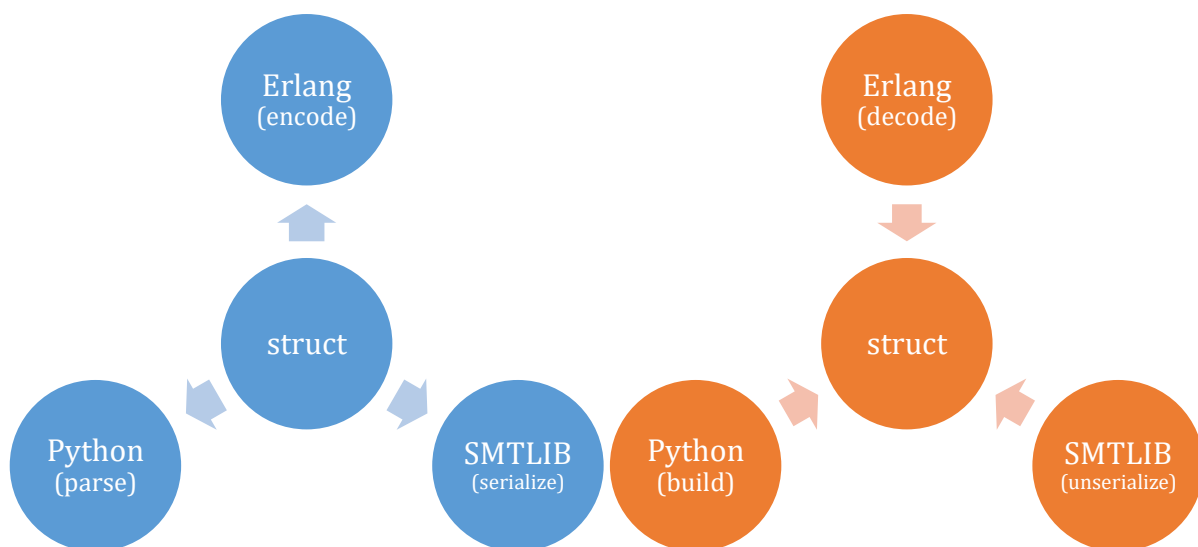 Erlang
(encode)
Erlang
(decode)
struct
struct
Python
(parse)
SMTLIB
(serialize)
Python
(build)
SMTLIB
(unserialize)